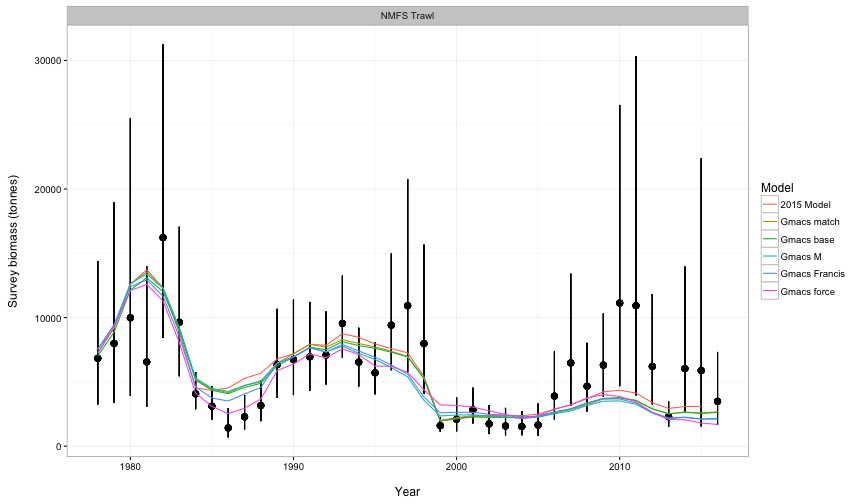 NMFS Trawl
Survey biomass (tonnes)
30000
20000
10000
0
1980
1990
2000
2010
Year
Model
2015 Model
Gmacs match
Gmacs base
Gmacs M
Gmacs Francis
Gmacs force